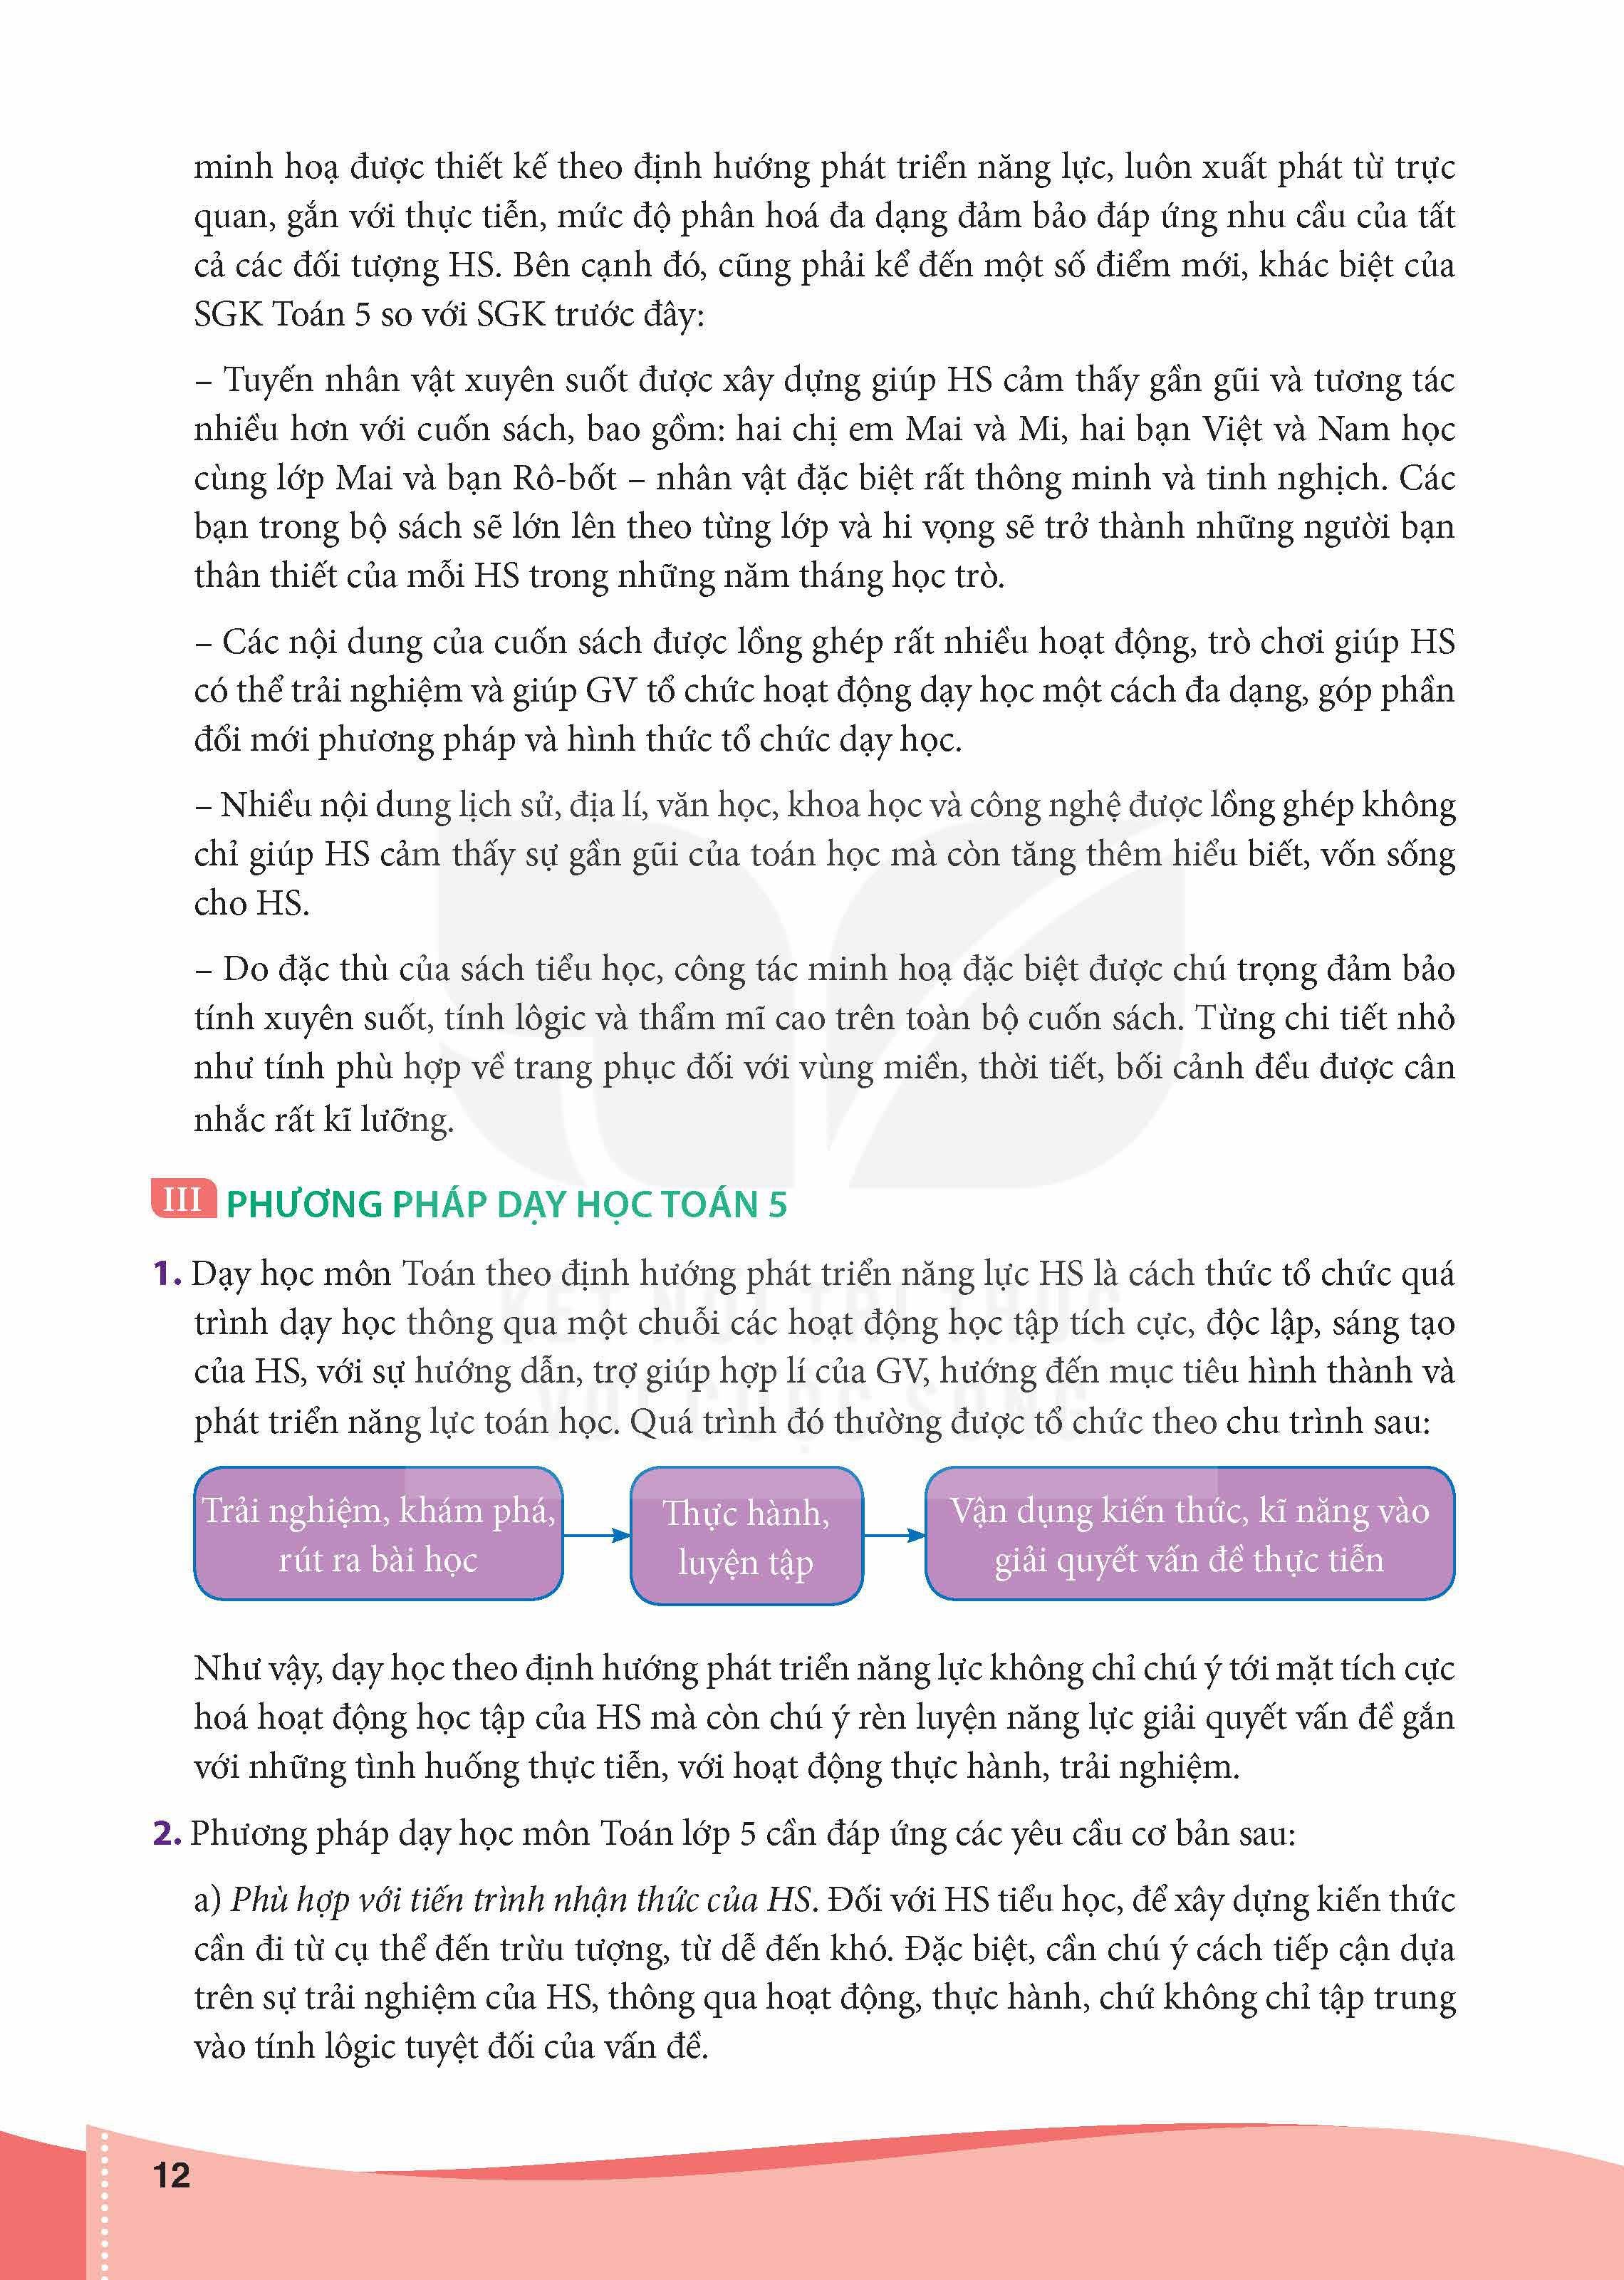 minh hoạ được thiết kế theo định hướng phát triển năng lực, luôn xuất phát từ trực
quan, gắn với thực tiễn, mức độ phân hoá đa dạng đảm bảo đáp ứng nhu cầu của tất
cả các đối tượng HS. Bên cạnh đó, cũng phải kể đến một số điểm mới, khác biệt của
SGK Toán 5 so với SGK trước đây:
– Tuyến nhân vật xuyên suốt được xây dựng giúp HS cảm thấy gần gũi và tương tác
nhiều hơn với cuốn sách, bao gồm: hai chị em Mai và Mi, hai bạn Việt và Nam học
cùng lớp Mai và bạn Rô-bốt – nhân vật đặc biệt rất thông minh và tinh nghịch. Các
bạn trong bộ sách sẽ lớn lên theo từng lớp và hi vọng sẽ trở thành những người bạn
thân thiết của mỗi HS trong những năm tháng học trò.
– Các nội dung của cuốn sách được lồng ghép rất nhiều hoạt động, trò chơi giúp HS
có thể trải nghiệm và giúp GV tổ chức hoạt động dạy học một cách đa dạng, góp phần
đổi mới phương pháp và hình thức tổ chức dạy học.
– Nhiều nội dung lịch sử, địa lí, văn học, khoa học và công nghệ được lồng ghép không
chỉ giúp HS cảm thấy sự gần gũi của toán học mà còn tăng thêm hiểu biết, vốn sống
cho HS.
– Do đặc thù của sách tiểu học, công tác minh hoạ đặc biệt được chú trọng đảm bảo
tính xuyên suốt, tính lôgic và thẩm mĩ cao trên toàn bộ cuốn sách. Từng chi tiết nhỏ
như tính phù hợp về trang phục đối với vùng miền, thời tiết, bối cảnh đều được cân
nhắc rất kĩ lưỡng.
III PHƯƠNG PHÁP DẠY HỌC TOÁN 5
1. Dạy học môn Toán theo định hướng phát triển năng lực HS là cách thức tổ chức quá
trình dạy học thông qua một chuỗi các hoạt động học tập tích cực, độc lập, sáng tạo
của HS, với sự hướng dẫn, trợ giúp hợp lí của GV, hướng đến mục tiêu hình thành và
phát triển năng lực toán học. Quá trình đó thường được tổ chức theo chu trình sau:
KẾT NỐI TRI THỨC
VỚI CUỘC SỐNG
Trải nghiệm, khám phá,
rút ra bài học
Thực hành,
luyện tập
Vận dụng kiến thức, kĩ năng vào
giải quyết vấn đề thực tiễn
Như vậy, dạy học theo định hướng phát triển năng lực không chỉ chú ý tới mặt tích cực
hoá hoạt động học tập của HS mà còn chú ý rèn luyện năng lực giải quyết vấn đề gắn
với những tình huống thực tiễn, với hoạt động thực hành, trải nghiệm.
2. Phương pháp dạy học môn Toán lớp 5 cần đáp ứng các yêu cầu cơ bản sau:
a) Phù hợp với tiến trình nhận thức của HS. Đối với HS tiểu học, để xây dựng kiến thức
cần đi từ cụ thể đến trừu tượng, từ dễ đến khó. Đặc biệt, cần chú ý cách tiếp cận dựa
trên sự trải nghiệm của HS, thông qua hoạt động, thực hành, chứ không chỉ tập trung
vào tính lôgic tuyệt đối của vấn đề.
12